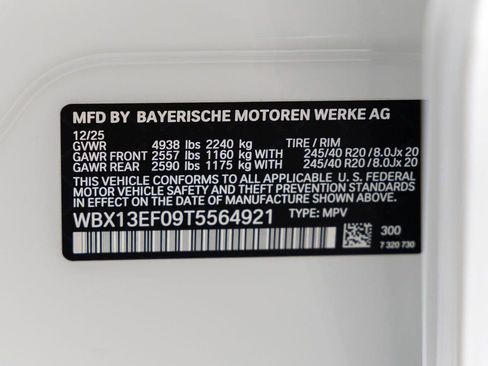 MFD BY BAYERISCHE MOTOREN WERKE AG
12/25
GVWR 4938 lbs 2240 kg TIRE / RIM
GAWR FRONT 2557 lbs 1160 kg WITH 245/40 R20 / 8.0Jx 20
GAWR REAR 2590 lbs 1175 kg WITH 245/40 R20 / 8.0Jx 20
THIS VEHICLE CONFORMS TO ALL APPLICABLE U. S. FEDERAL
MOTOR VEHICLE SAFETY AND THEFT PREVENTION STANDARDS
IN EFFECT ON THE DATE OF MANUFACTURE SHOWN ABOVE.
WBX13EF09T5564921 TYPE: MPV
300
7 320 730